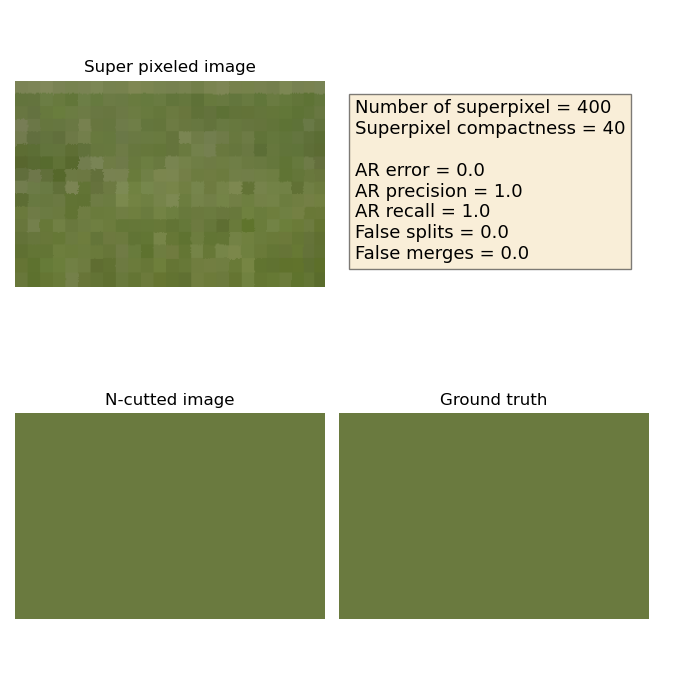 Super pixeled image
Number of superpixel = 400
Superpixel compactness = 40
AR error = 0.0
AR precision = 1.0
AR recall = 1.0
False splits = 0.0
False merges = 0.0
N-cutted image
Ground truth